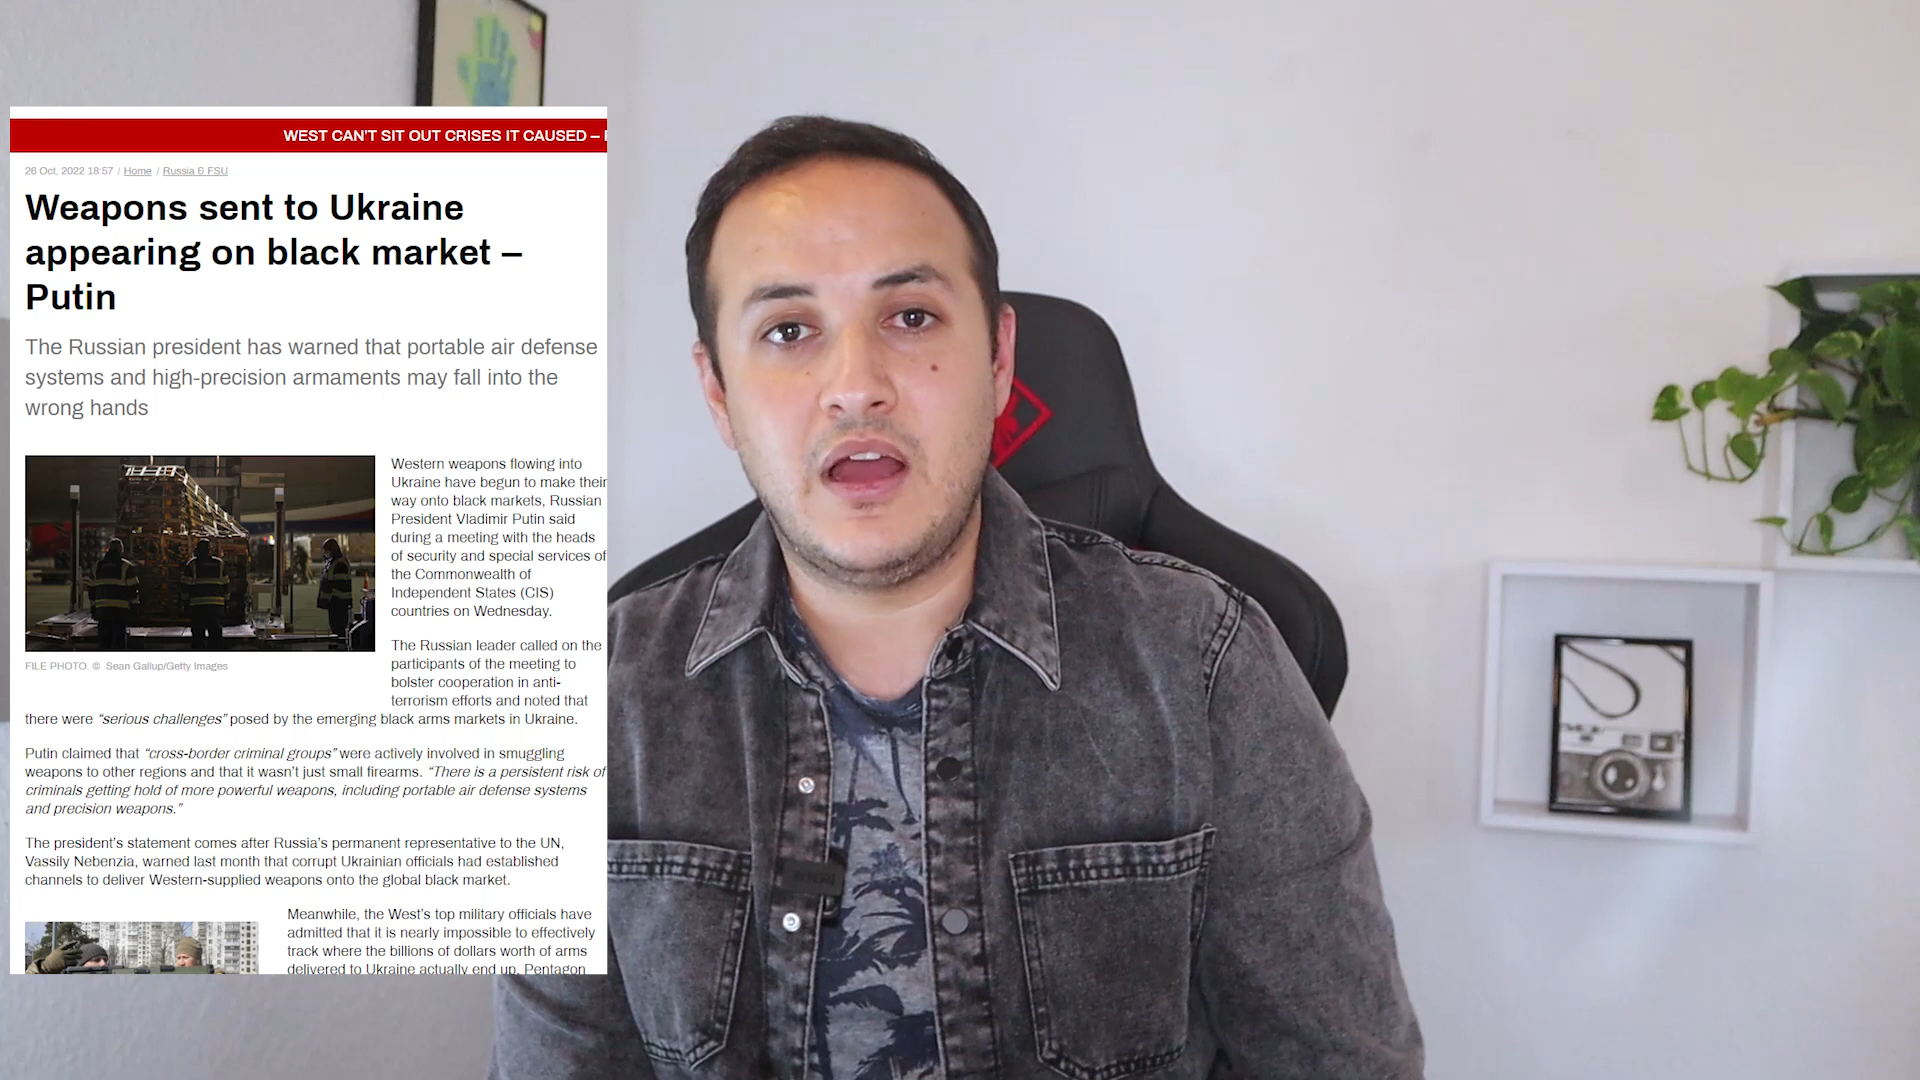 WEST CAN'T SIT OUT CRISES IT CAUSED –
26 Oct, 2022 18:57 / Home / Russia & FSU
Weapons sent to Ukraine
appearing on black market –
Putin
The Russian president has warned that portable air defense
systems and high-precision armaments may fall into the
wrong hands
Western weapons flowing into
Ukraine have begun to make their
way onto black markets, Russian
President Vladimir Putin said
during a meeting with the heads
of security and special services of
the Commonwealth of
Independent States (CIS)
countries on Wednesday.
FILE PHOTO. © Sean Gallup/Getty Images
The Russian leader called on the
participants of the meeting to
bolster cooperation in anti-
terrorism efforts and noted that
there were “serious challenges” posed by the emerging black arms markets in Ukraine.
Putin claimed that “cross-border criminal groups” were actively involved in smuggling
weapons to other regions and that it wasn’t just small firearms. “There is a persistent risk of
criminals getting hold of more powerful weapons, including portable air defense systems
and precision weapons.”
The president’s statement comes after Russia’s permanent representative to the UN,
Vassily Nebenzia, warned last month that corrupt Ukrainian officials had established
channels to deliver Western-supplied weapons onto the global black market.
Meanwhile, the West’s top military officials have
admitted that it is nearly impossible to effectively
track where the billions of dollars worth of arms
delivered to Ukraine actually end up. Pentagon